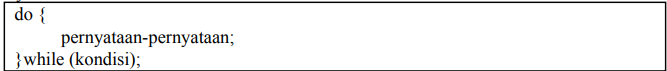 do {
pernyataan-pernyataan;
}while (kondisi);